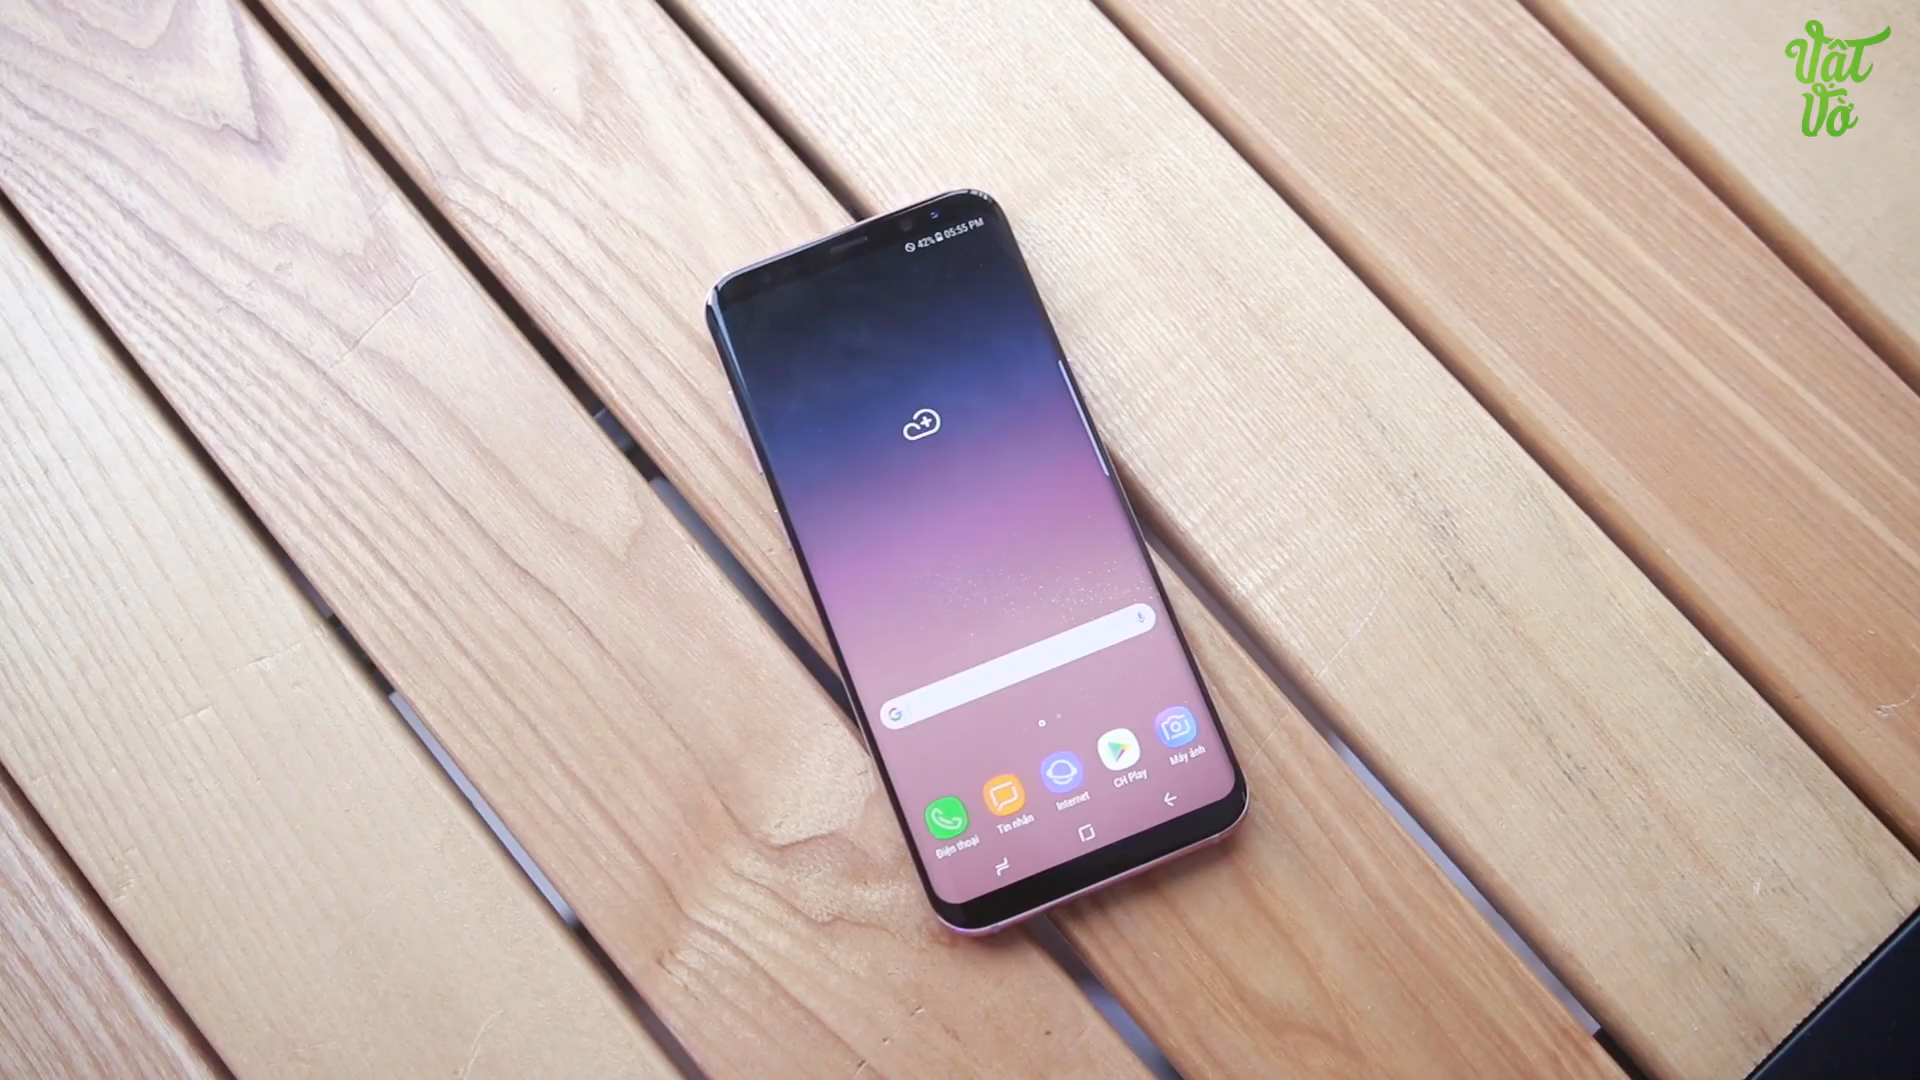 Vật
Vờ
42% 05:55 PM
Điện thoại
Tin nhắn
Internet
CH Play
Máy ảnh